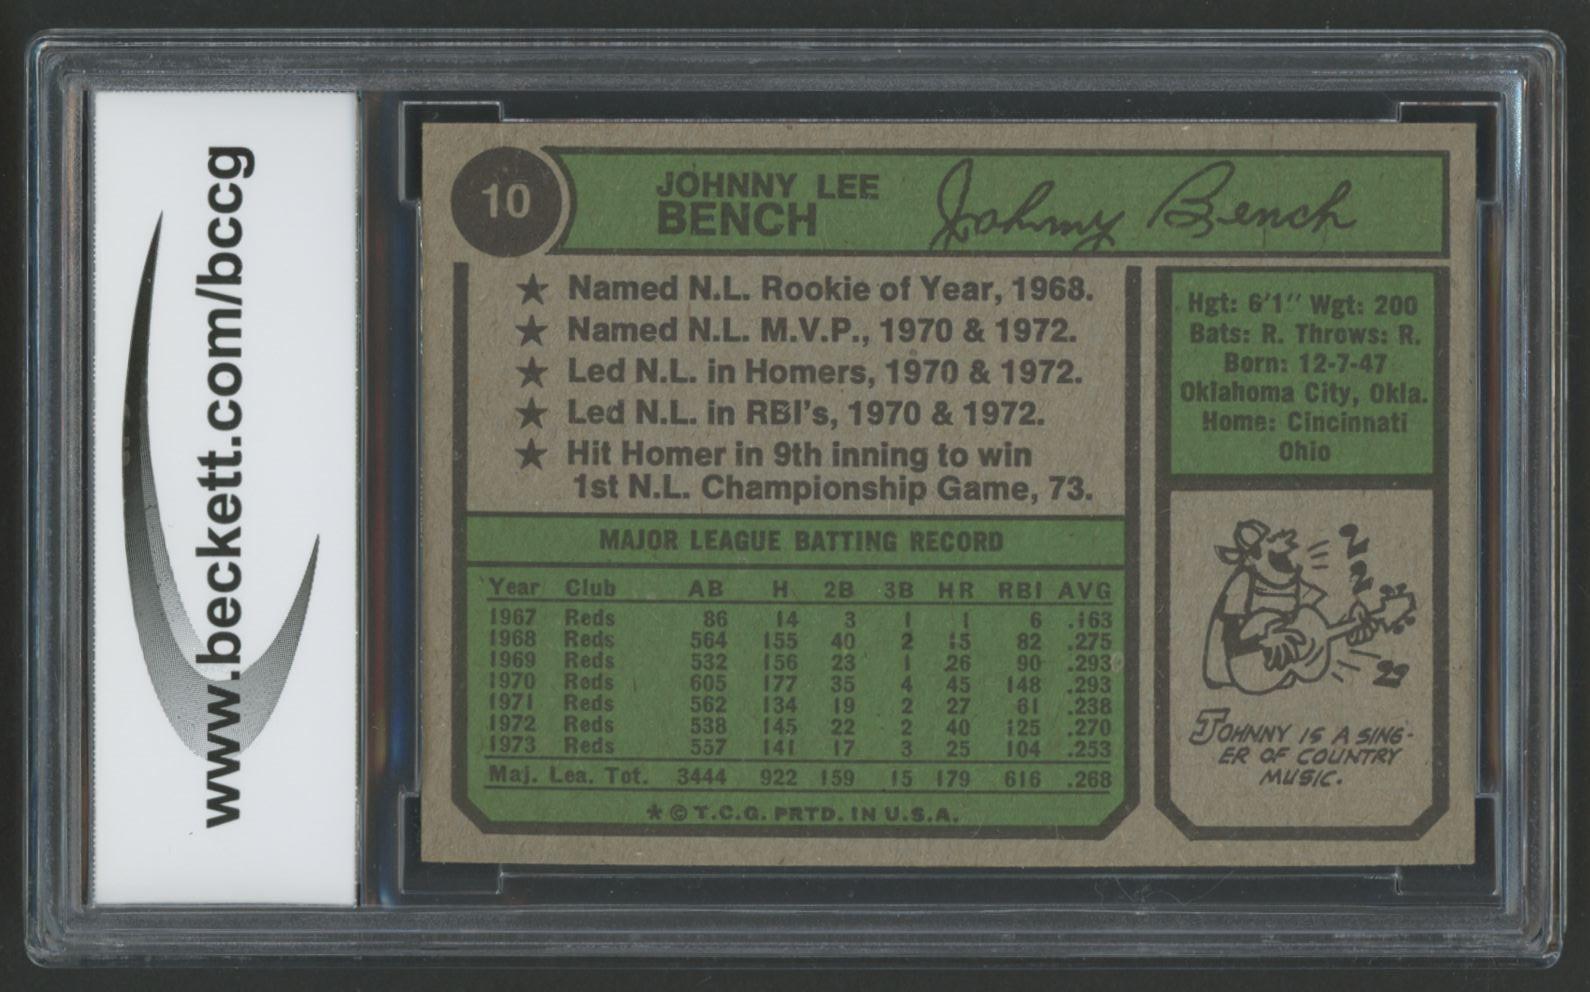 www.beckett.com/bccg
10
JOHNNY LEE
BENCH
Johnny Bench
★ Named N.L. Rookie of Year, 1968.
★ Named N.L. M.V.P., 1970 & 1972.
★ Led N.L. in Homers, 1970 & 1972.
★ Led N.L. in RBI's, 1970 & 1972.
★ Hit Homer in 9th inning to win
1st N.L. Championship Game, 73.
Hgt: 6'1" Wgt: 200
Bats: R. Throws: R.
Born: 12-7-47
Oklahoma City, Okla.
Home: Cincinnati
Ohio
MAJOR LEAGUE BATTING RECORD
Year Club AB H 2B 3B HR RBI AVG
1967 Reds 86 14 3 1 1 6 .163
1968 Reds 564 155 40 2 15 82 .275
1969 Reds 532 156 23 1 26 90 .293
1970 Reds 605 177 35 4 45 148 .293
1971 Reds 562 134 19 2 27 61 .238
1972 Reds 538 145 22 2 40 125 .270
1973 Reds 557 141 17 3 25 104 .253
Maj. Lea. Tot. 3444 922 159 15 179 616 .268
* © T.C.G. PRTD. IN U.S.A.
JOHNNY IS A SING-
ER OF COUNTRY
MUSIC.